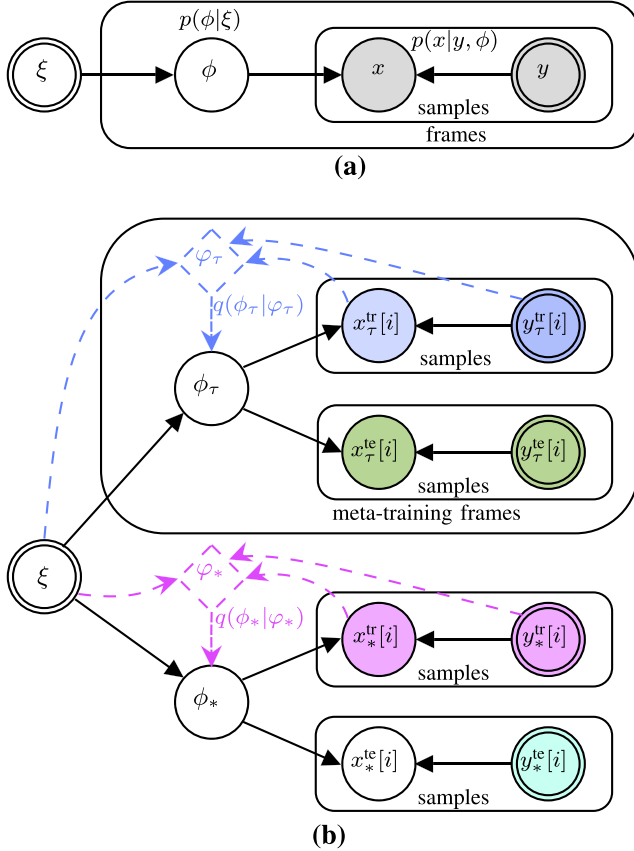 p(ϕ|ξ)
p(x|y, ϕ)
ξ ϕ x y
samples
frames
(a)
φ_τ
q(ϕ_τ|φ_τ)
x_τ^tr[i] y_τ^tr[i]
samples
ϕ_τ
x_τ^te[i] y_τ^te[i]
samples
meta-training frames
ξ
φ_*
q(ϕ_*|φ_*)
x_*^tr[i] y_*^tr[i]
samples
ϕ_*
x_*^te[i] y_*^te[i]
samples
(b)